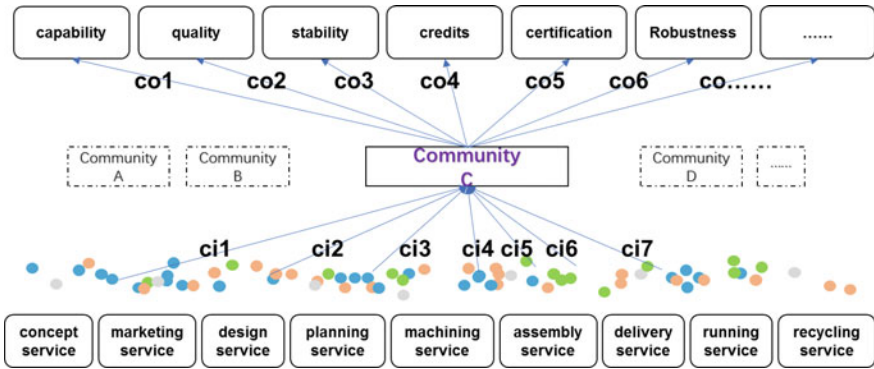 capability quality stability credits certification Robustness ......
co1 co2 co3 co4 co5 co6 co......
Community A
Community B
Community C
Community D
......
ci1 ci2 ci3 ci4 ci5 ci6 ci7
concept service
marketing service
design service
planning service
machining service
assembly service
delivery service
running service
recycling service